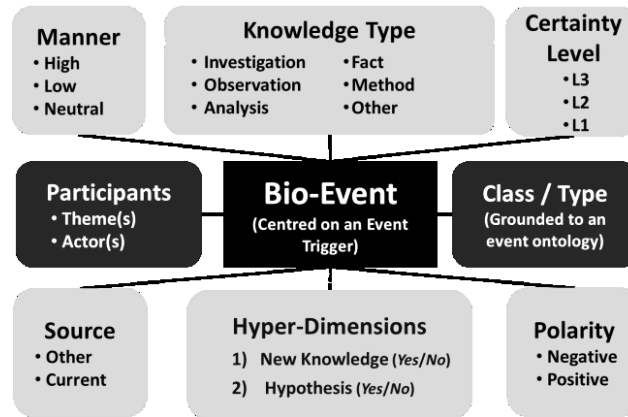 Manner
• High
• Low
• Neutral
Knowledge Type
• Investigation
• Observation
• Analysis
• Fact
• Method
• Other
Certainty
Level
• L3
• L2
• L1
Participants
• Theme(s)
• Actor(s)
Bio-Event
(Centred on an Event
Trigger)
Class / Type
(Grounded to an
event ontology)
Source
• Other
• Current
Hyper-Dimensions
1) New Knowledge (Yes/No)
2) Hypothesis (Yes/No)
Polarity
• Negative
• Positive